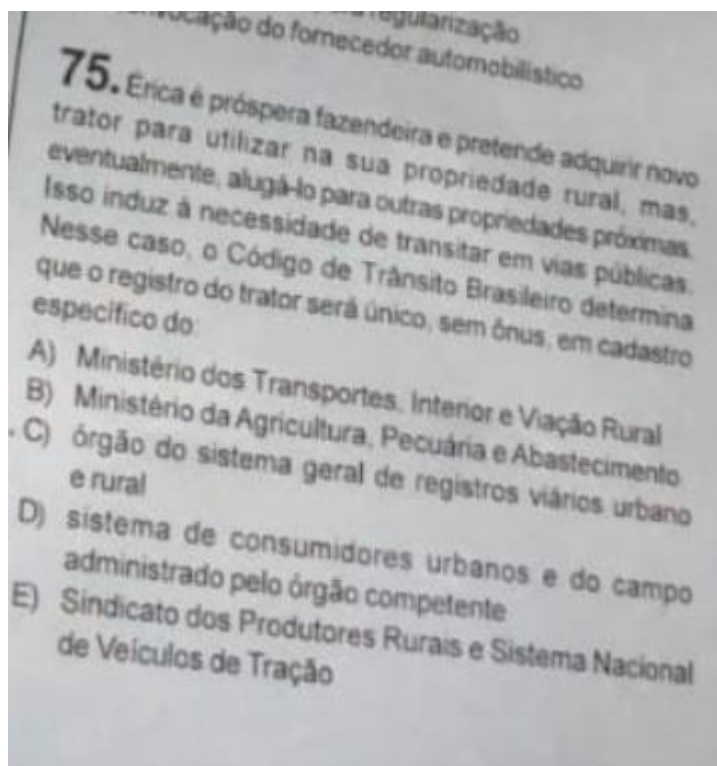 regularização
vocação do fornecedor automobilístico
75. Érica é próspera fazendeira e pretende adquirir novo
trator para utilizar na sua propriedade rural, mas,
eventualmente, alugá-lo para outras propriedades próximas.
Isso induz à necessidade de transitar em vias públicas.
Nesse caso, o Código de Trânsito Brasileiro determina
que o registro do trator será único, sem ônus, em cadastro
específico do:
A) Ministério dos Transportes, Interior e Viação Rural
B) Ministério da Agricultura, Pecuária e Abastecimento
C) órgão do sistema geral de registros viários urbano
e rural
D) sistema de consumidores urbanos e do campo
administrado pelo órgão competente
E) Sindicato dos Produtores Rurais e Sistema Nacional
de Veículos de Tração